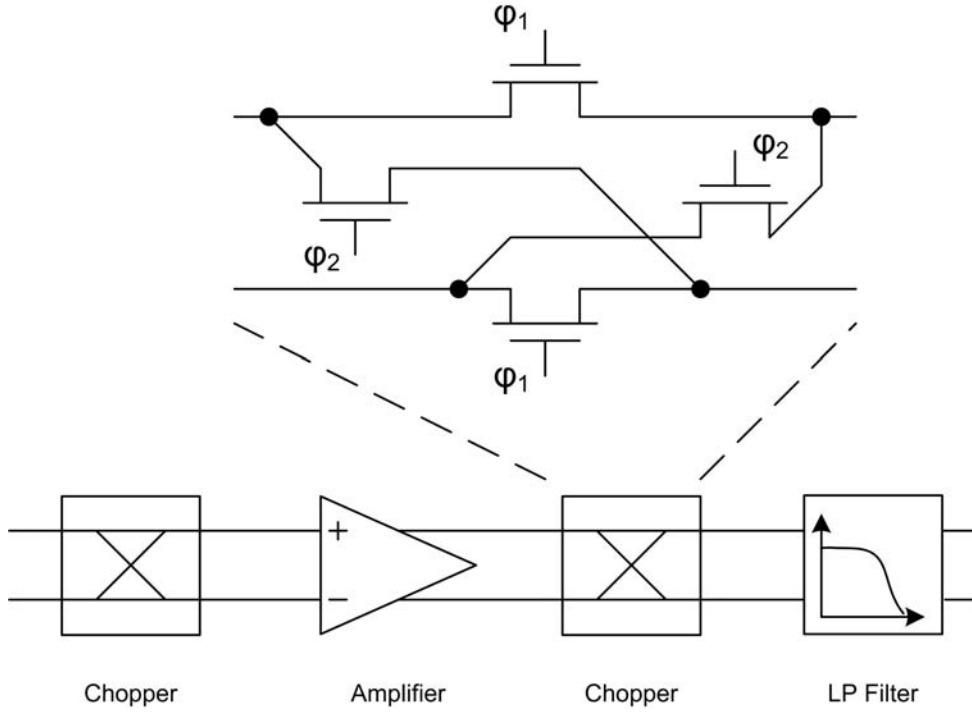 φ₁
φ₂
φ₂
φ₁
+
−
Chopper Amplifier Chopper LP Filter